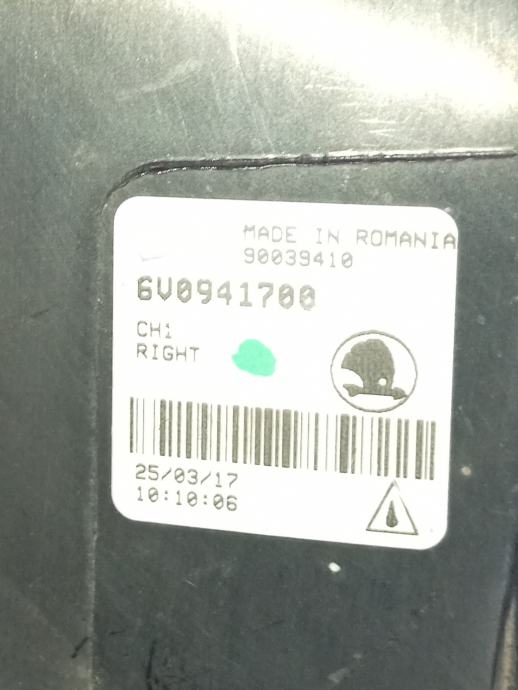 MADE IN ROMANIA
90039410
6V0941700
CH1
RIGHT
25/03/17
10:10:06